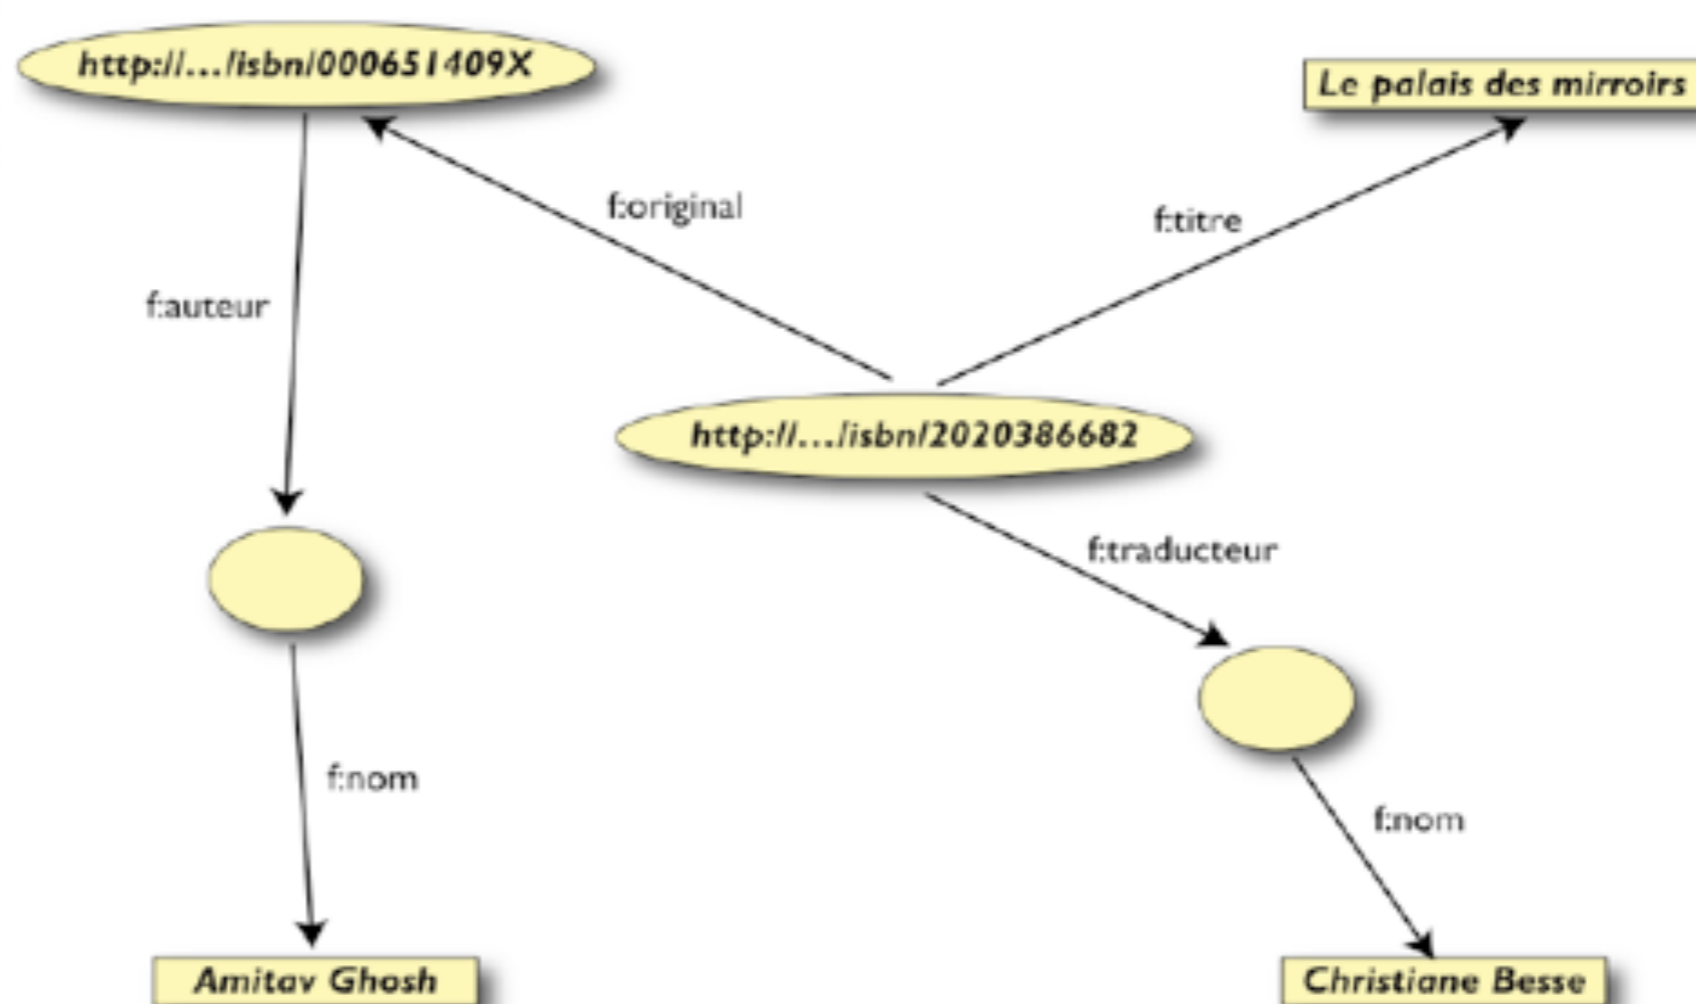 http://.../isbn/000651409X
Le palais des mirroirs
f:original
f:titre
f:auteur
http://.../isbn/2020386682
f:traducteur
f:nom
f:nom
Amitav Ghosh
Christiane Besse